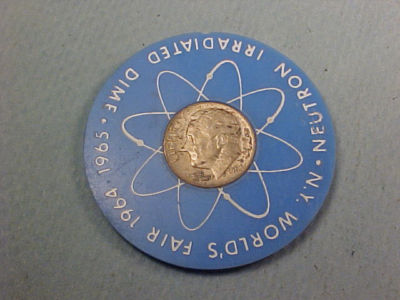 NEUTRON IRRADIATED DIME • N.Y. WORLD'S FAIR 1964 1965 •